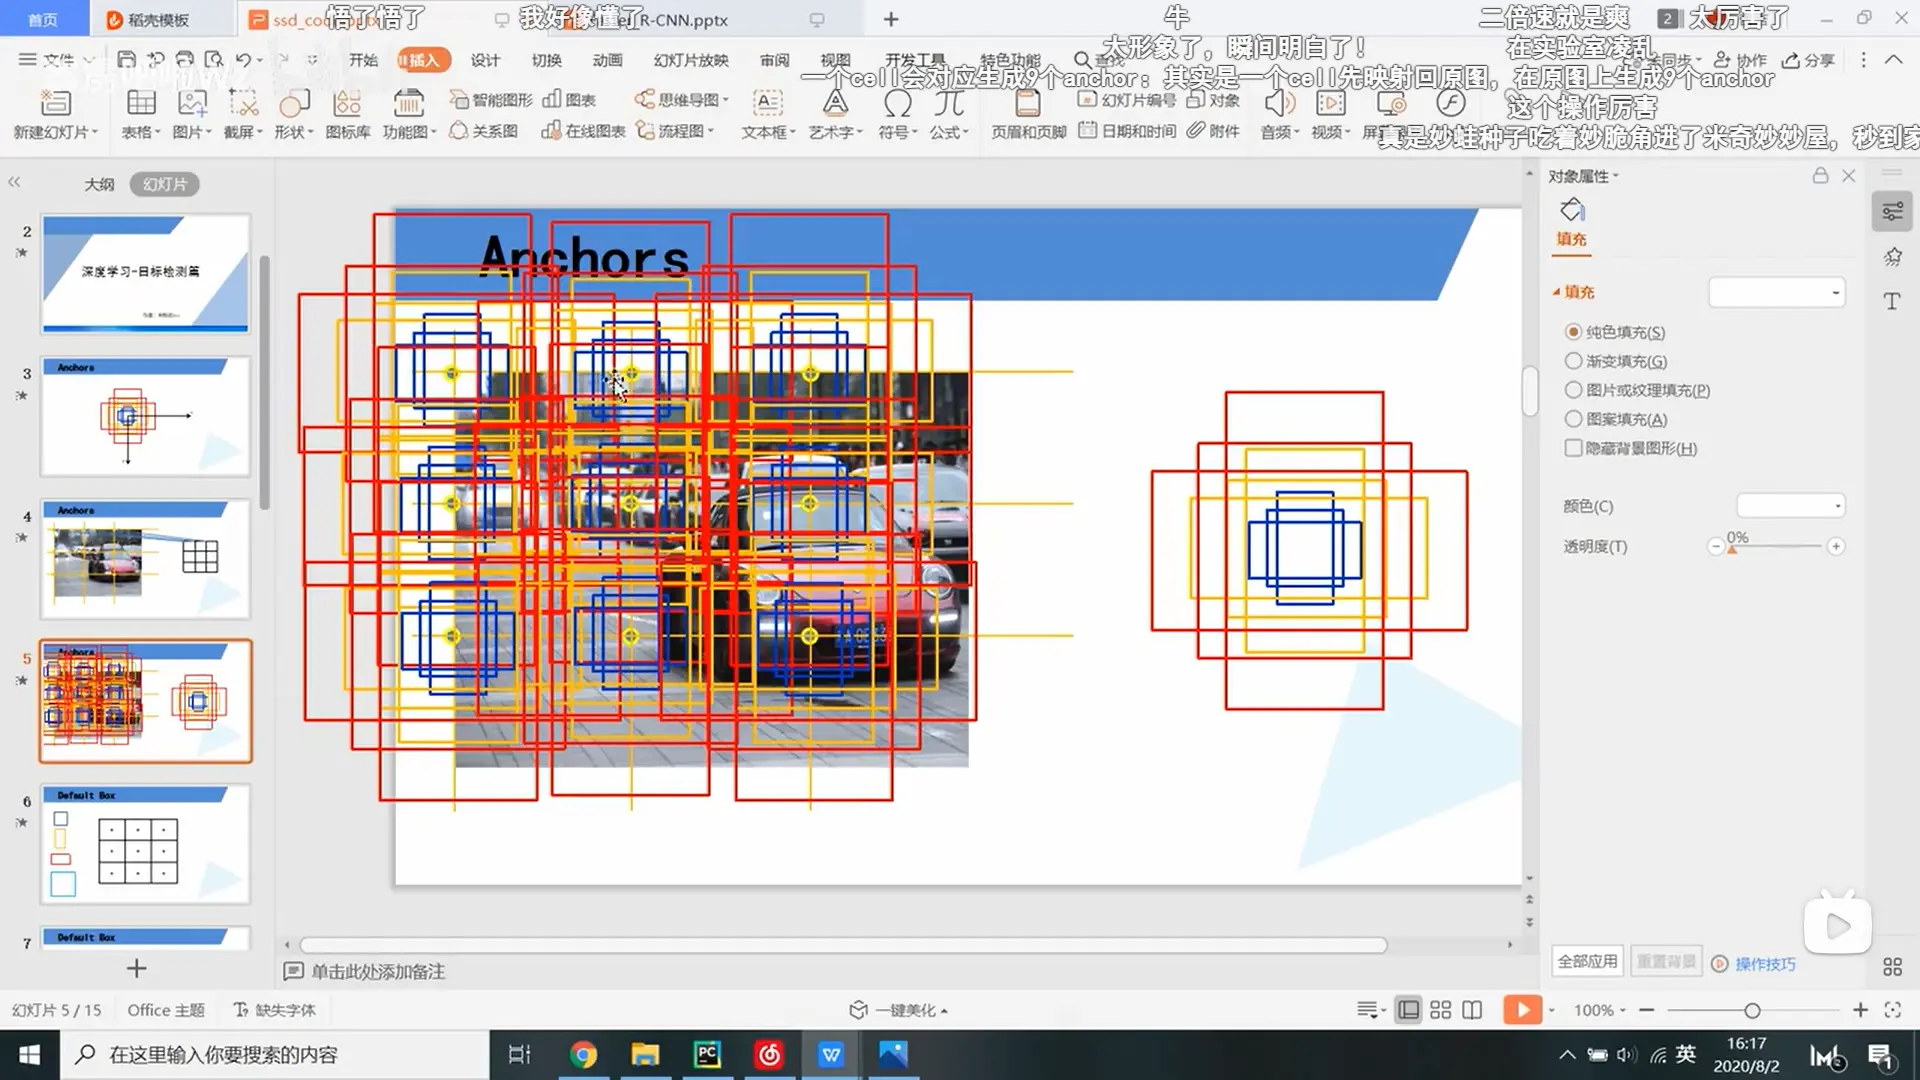 首页
稻壳模板
R-CNN.pptx
悟了悟了
我好像懂了
牛
二倍速就是爽
太厉害了
太形象了，瞬间明白了！
在实验室凌乱
一个cell会对应生成9个anchor：其实是一个cell先映射回原图，在原图上生成9个anchor
这个操作厉害
真是妙蛙种子吃着妙脆角进了米奇妙妙屋，秒到家
文件
开始
插入
设计
切换
动画
幻灯片放映
审阅
视图
开发工具
特色功能
查找
协作
分享
新建幻灯片
表格
图片
截屏
形状
图标库
功能图
智能图形
图表
关系图
在线图表
思维导图
流程图
文本框
艺术字
符号
公式
页眉和页脚
幻灯片编号
对象
日期和时间
附件
音频
视频
大纲
幻灯片
2
深度学习-目标检测篇
3
Anchors
4
Anchors
5
Anchors
6
Default Box
7
Default Box
Anchors
对象属性
填充
填充
纯色填充(S)
渐变填充(G)
图片或纹理填充(P)
图案填充(A)
隐藏背景图形(H)
颜色(C)
透明度(T)
0%
全部应用
重置背景
操作技巧
单击此处添加备注
幻灯片 5 / 15
Office 主题
缺失字体
一键美化
100%
在这里输入你要搜索的内容
英
16:17
2020/8/2